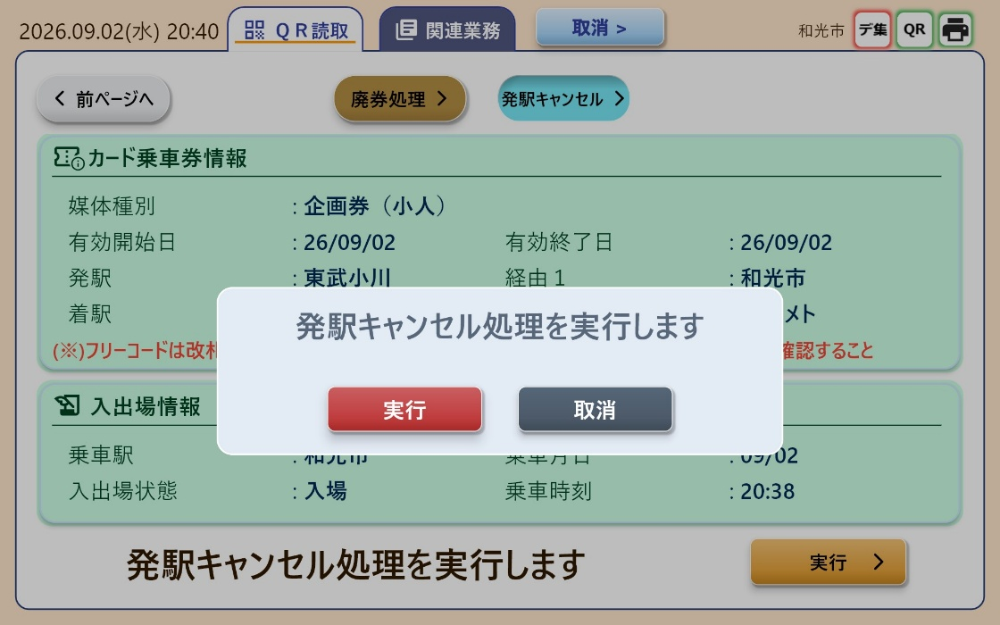 2026.09.02(水) 20:40 QR読取 関連業務 取消 > 和光市 デ集 QR
前ページへ 廃券処理 発駅キャンセル
カード乗車券情報
媒体種別 : 企画券（小人）
有効開始日 : 26/09/02 有効終了日 : 26/09/02
発駅 : 東武小川 経由１ : 和光市
着駅 メト
(※)フリーコードは改札 確認すること
発駅キャンセル処理を実行します
実行 取消
入出場情報
乗車駅 : 和光市 乗車月日 : 09/02
入出場状態 : 入場 乗車時刻 : 20:38
発駅キャンセル処理を実行します
実行